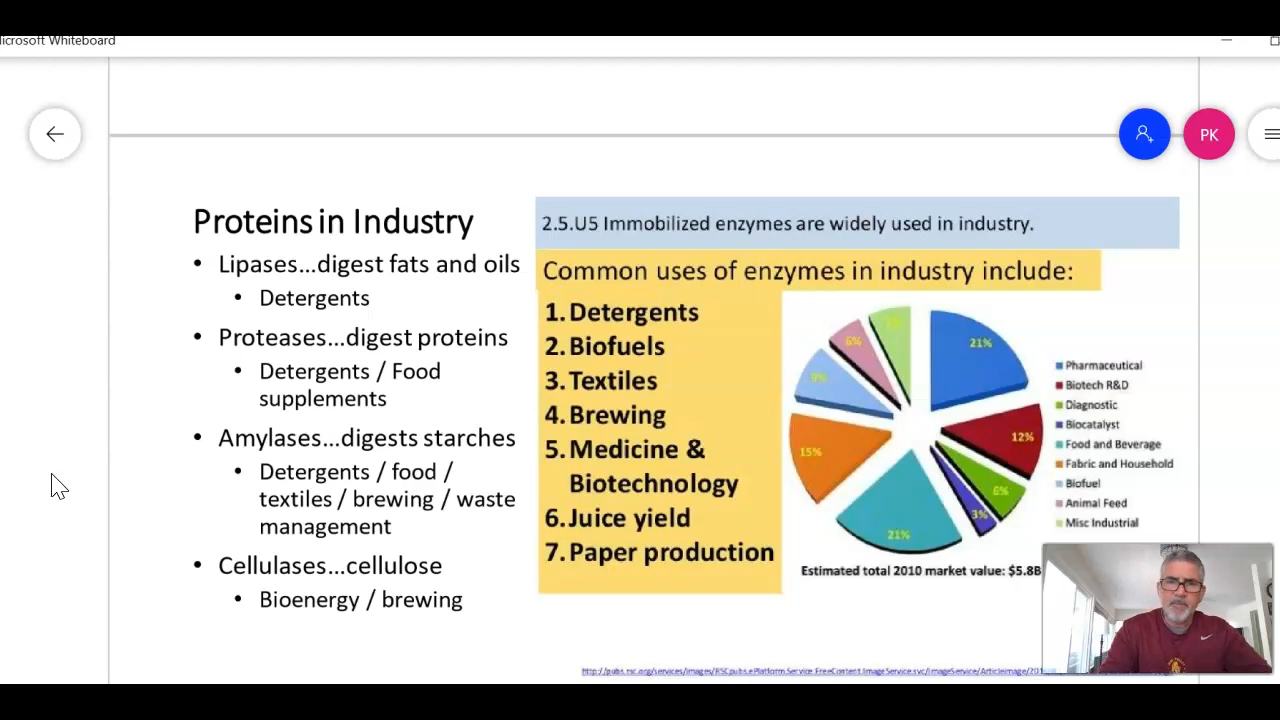 icrosoft Whiteboard
PK
Proteins in Industry
• Lipases...digest fats and oils
• Detergents
• Proteases...digest proteins
• Detergents / Food
supplements
• Amylases...digests starches
• Detergents / food /
textiles / brewing / waste
management
• Cellulases...cellulose
• Bioenergy / brewing
2.5.U5 Immobilized enzymes are widely used in industry.
Common uses of enzymes in industry include:
1. Detergents
2. Biofuels
3. Textiles
4. Brewing
5. Medicine &
Biotechnology
6. Juice yield
7. Paper production
21%
12%
6%
3%
21%
15%
9%
6%
Pharmaceutical
Biotech R&D
Diagnostic
Biocatalyst
Food and Beverage
Fabric and Household
Biofuel
Animal Feed
Misc Industrial
Estimated total 2010 market value: $5.8B